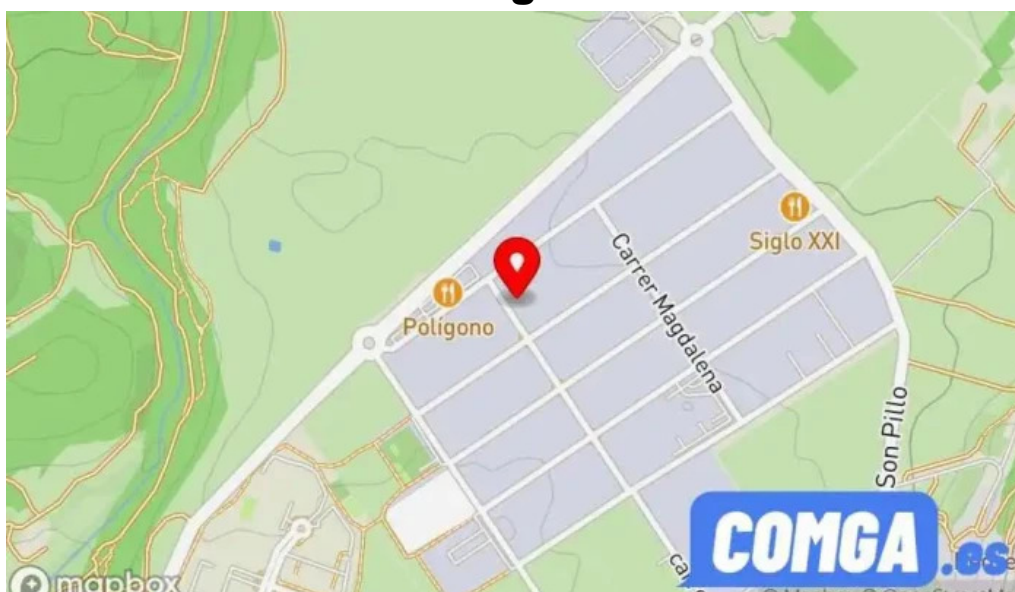 Siglo XXI
Carrer Magdalena
Polígono
Son Pillo
COMGA.es
mapbox